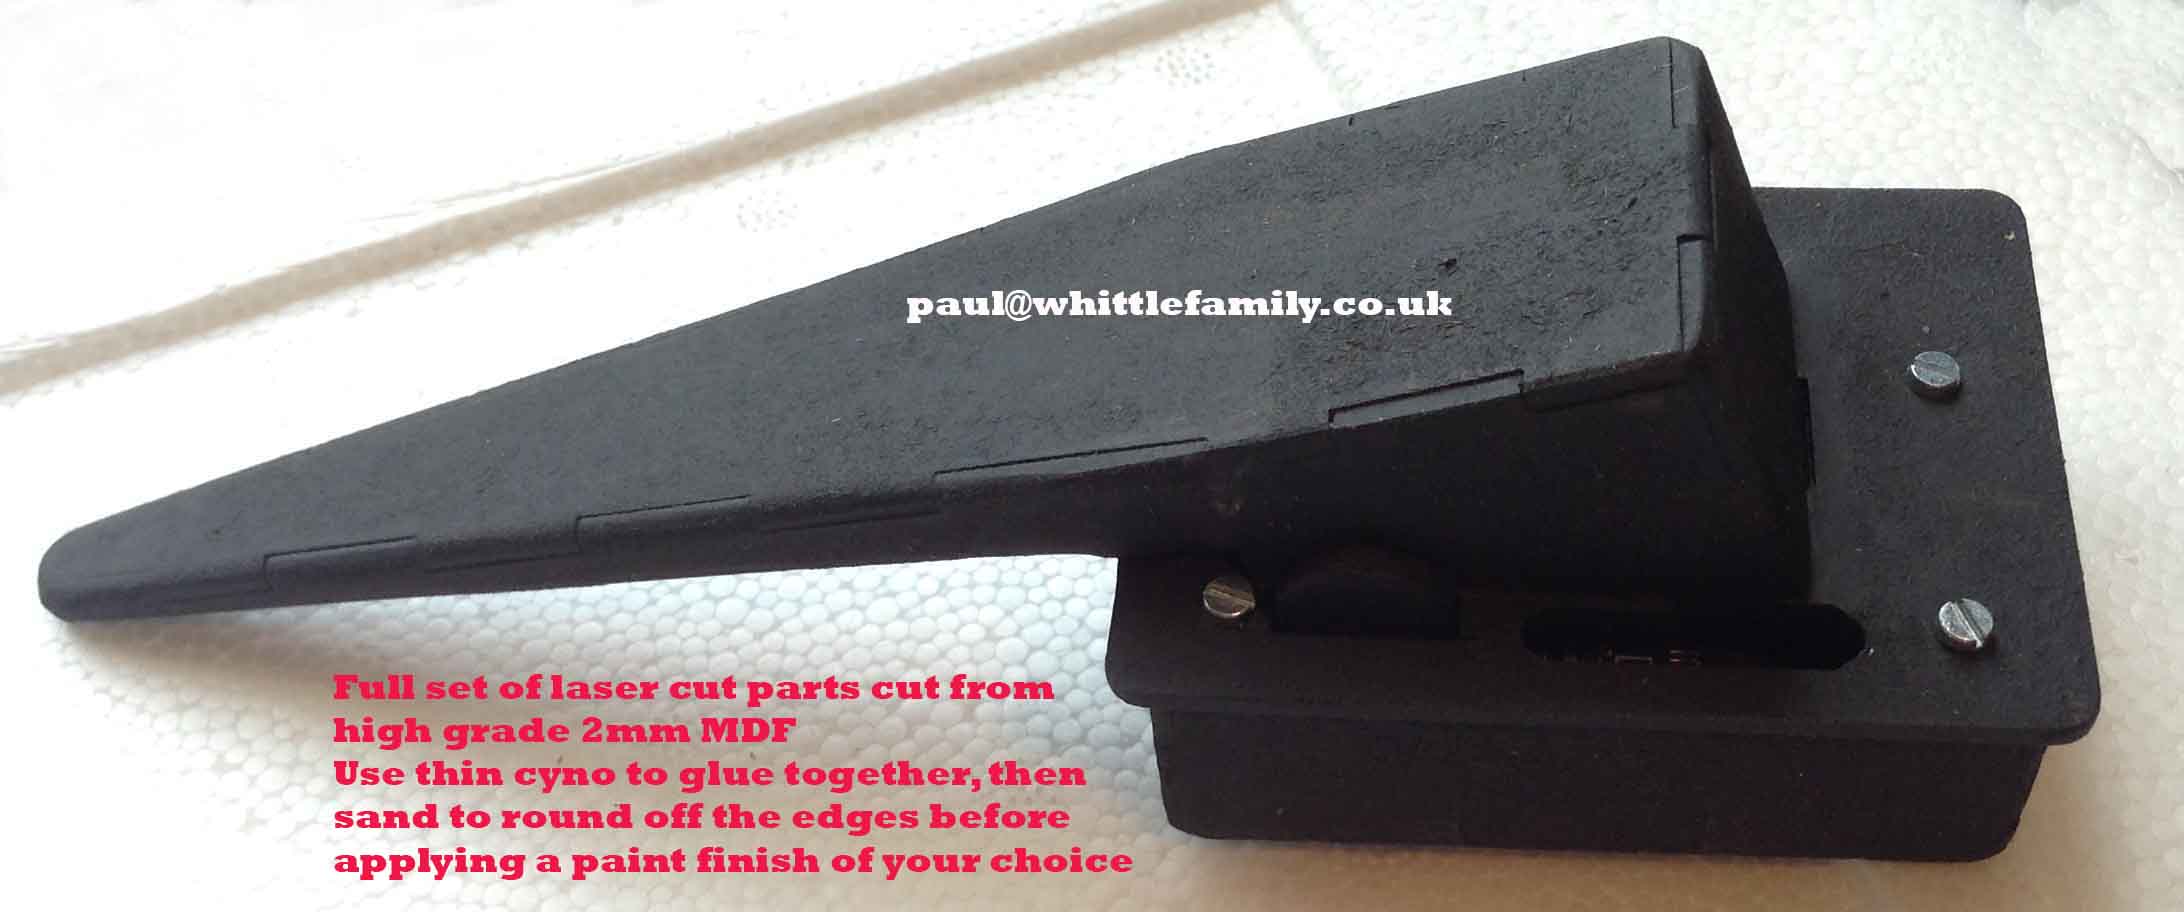 paul@whittlefamily.co.uk
Full set of laser cut parts cut from
high grade 2mm MDF
Use thin cyno to glue together, then
sand to round off the edges before
applying a paint finish of your choice